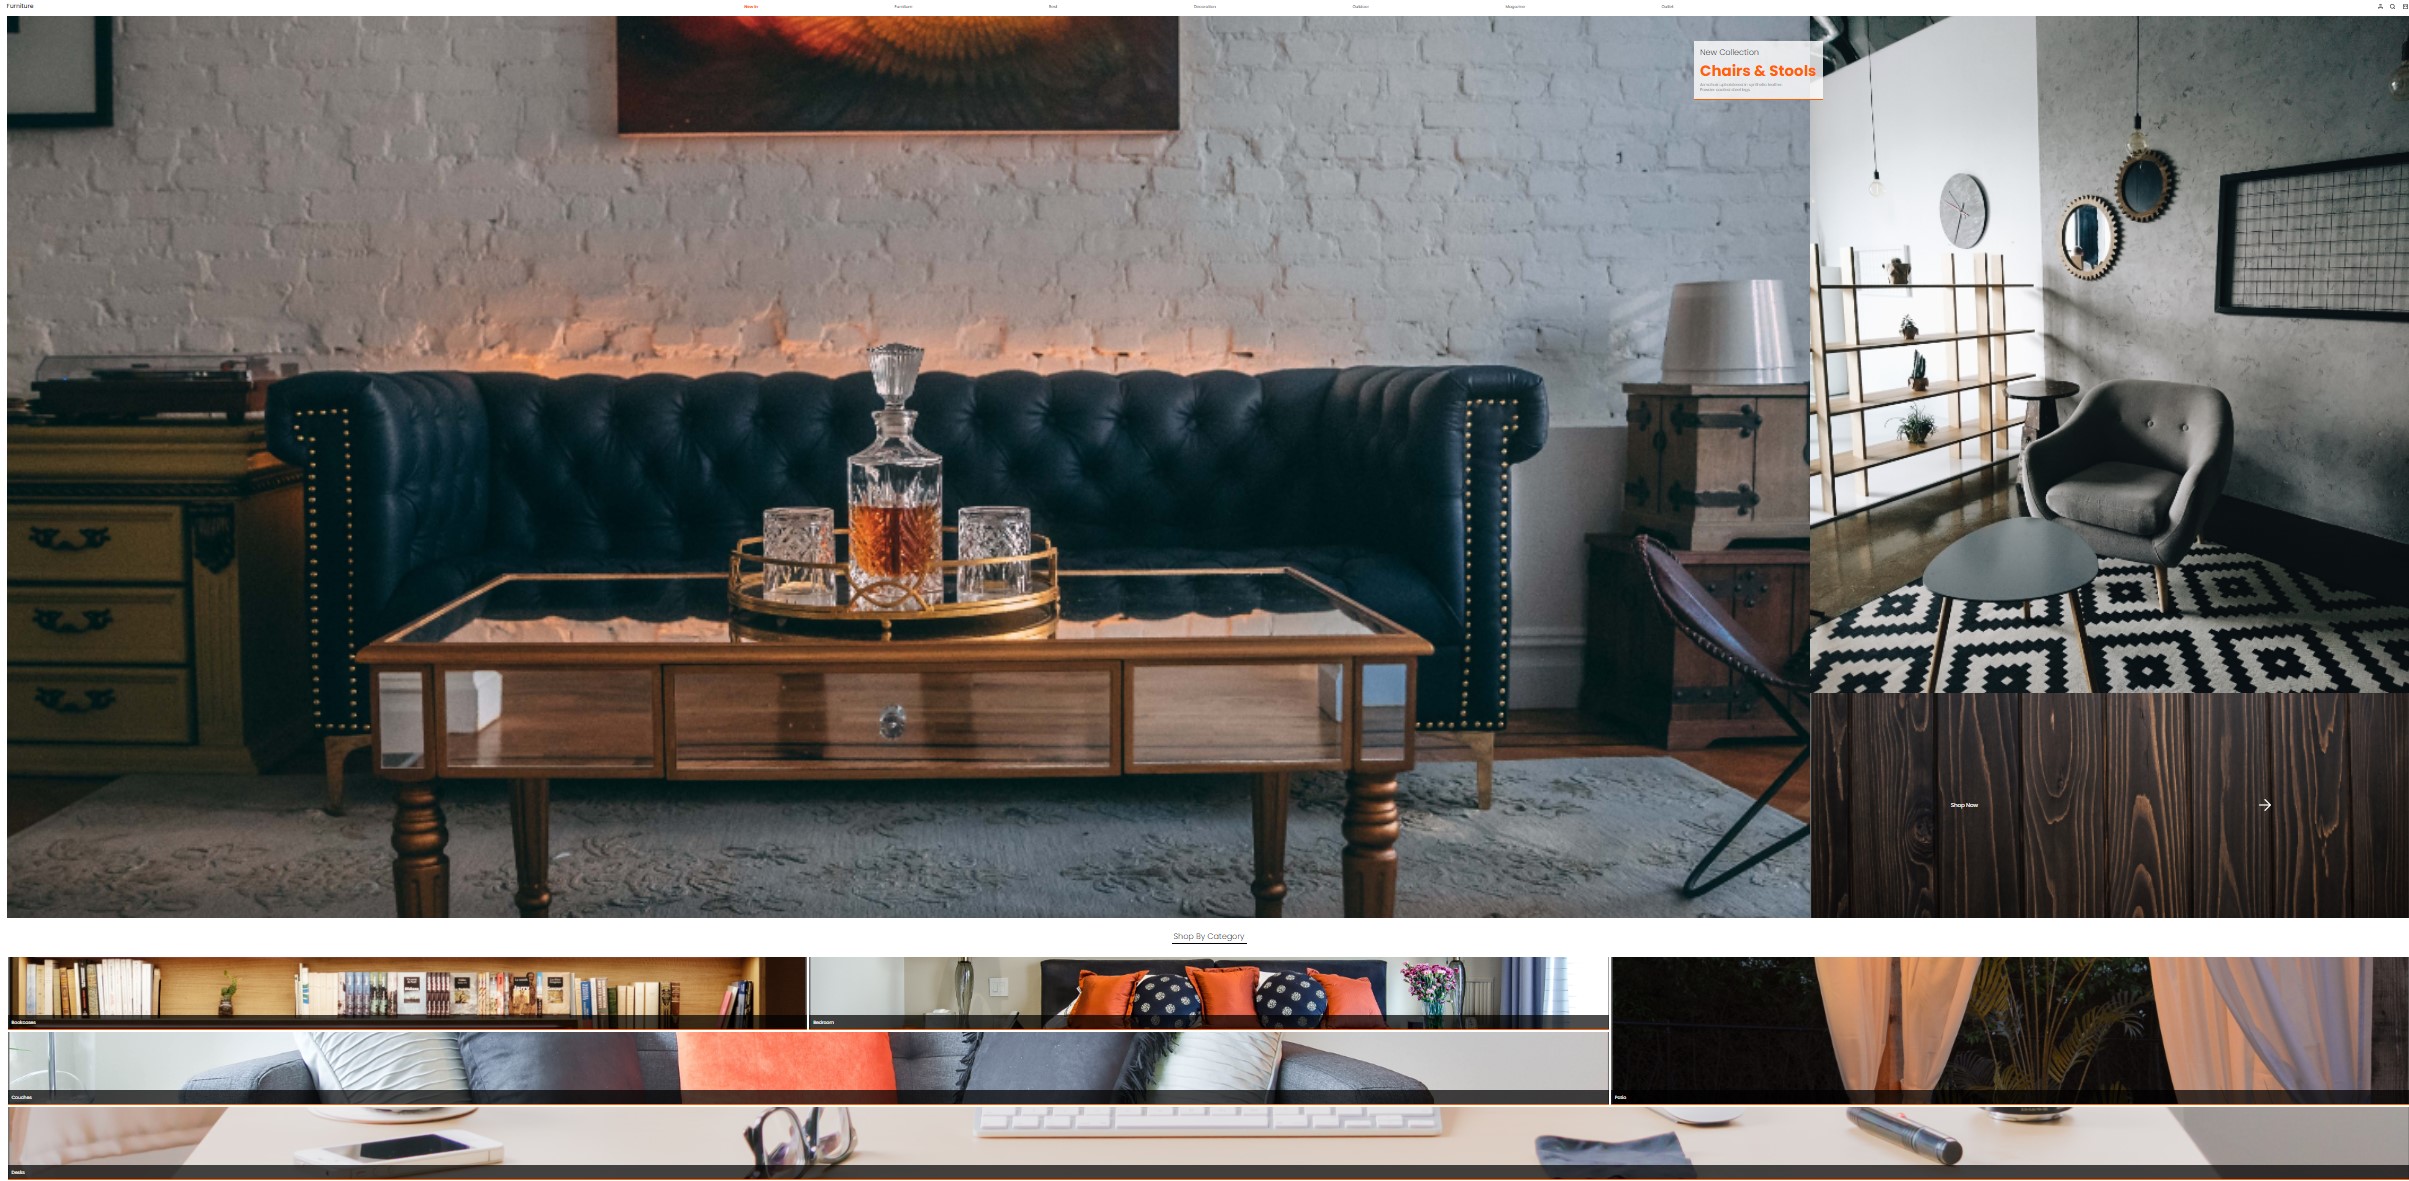 Furniture
New In
Furniture
Bed
Decoration
Outdoor
Magazine
Outlet
New Collection
Chairs & Stools
Shop Now
Shop By Category
Bookcases
Bedroom
Couches
Patio
Desks